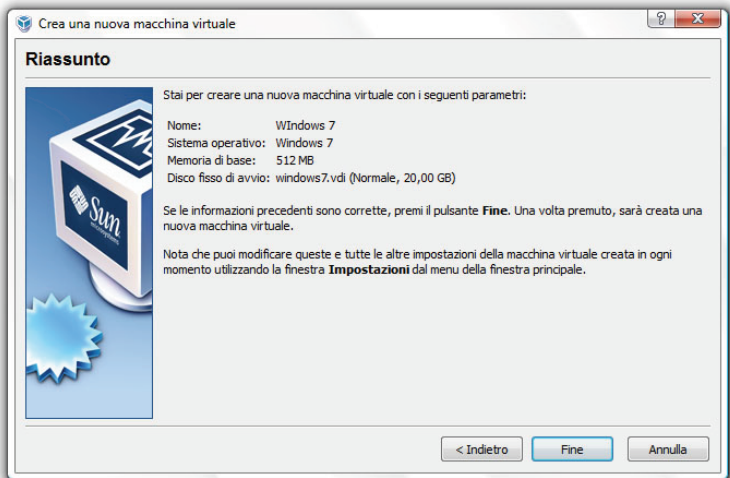 Crea una nuova macchina virtuale
?
X
Riassunto
Stai per creare una nuova macchina virtuale con i seguenti parametri:
Nome: WIndows 7
Sistema operativo: Windows 7
Memoria di base: 512 MB
Disco fisso di avvio: windows7.vdi (Normale, 20,00 GB)
Se le informazioni precedenti sono corrette, premi il pulsante Fine. Una volta premuto, sarà creata una
nuova macchina virtuale.
Nota che puoi modificare queste e tutte le altre impostazioni della macchina virtuale creata in ogni
momento utilizzando la finestra Impostazioni dal menu della finestra principale.
Sun
microsystems
< Indietro
Fine
Annulla